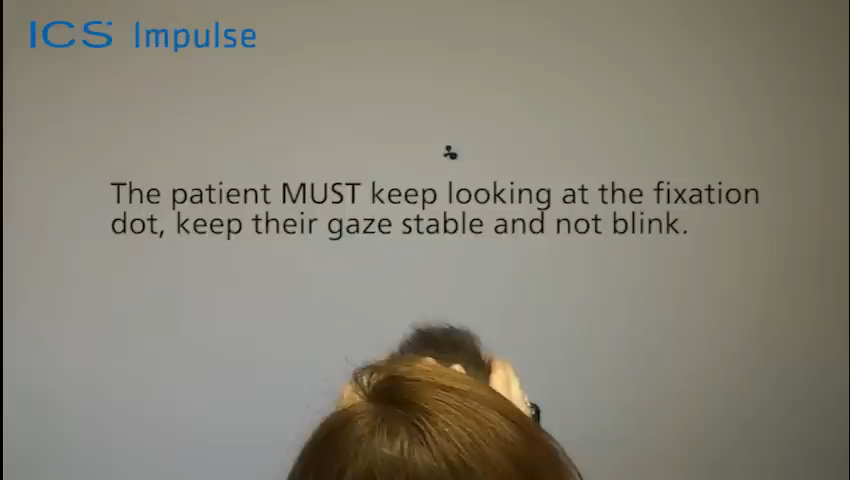 ICS Impulse
The patient MUST keep looking at the fixation
dot, keep their gaze stable and not blink.